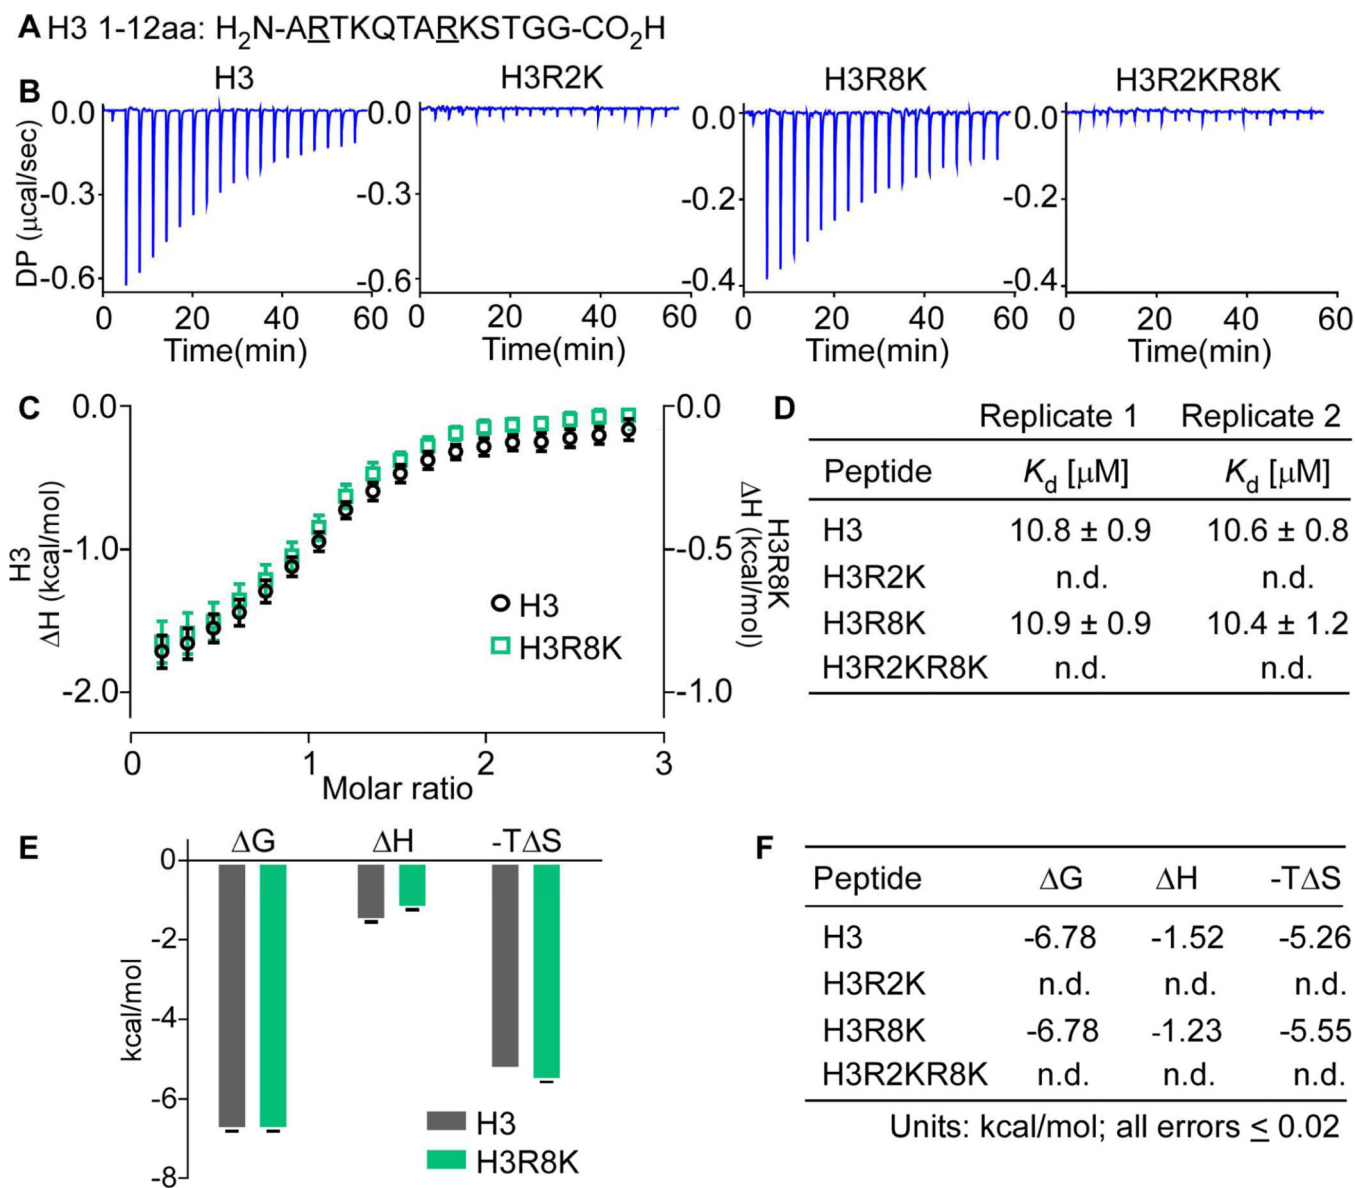 A H3 1-12aa: H2N-ARTKQTARKSTGG-CO2H
B
H3 H3R2K H3R8K H3R2KR8K
DP (μcal/sec)
0.0
-0.3
-0.6
0 20 40 60
Time(min)
0.0
-0.3
-0.6
0 20 40 60
Time(min)
0.0
-0.2
-0.4
0 20 40 60
Time(min)
0.0
-0.2
-0.4
0 20 40 60
Time(min)
C
H3
ΔH (kcal/mol)
0.0
-1.0
-2.0
H3
H3R8K
0.0
-0.5
-1.0
H3R8K
ΔH (kcal/mol)
0 1 2 3
Molar ratio
D
Replicate 1 Replicate 2
Peptide Kd [μM] Kd [μM]
H3 10.8 ± 0.9 10.6 ± 0.8
H3R2K n.d. n.d.
H3R8K 10.9 ± 0.9 10.4 ± 1.2
H3R2KR8K n.d. n.d.
E
ΔG ΔH -TΔS
kcal/mol
0
-2
-4
-6
-8
H3
H3R8K
F
Peptide ΔG ΔH -TΔS
H3 -6.78 -1.52 -5.26
H3R2K n.d. n.d. n.d.
H3R8K -6.78 -1.23 -5.55
H3R2KR8K n.d. n.d. n.d.
Units: kcal/mol; all errors ≤ 0.02